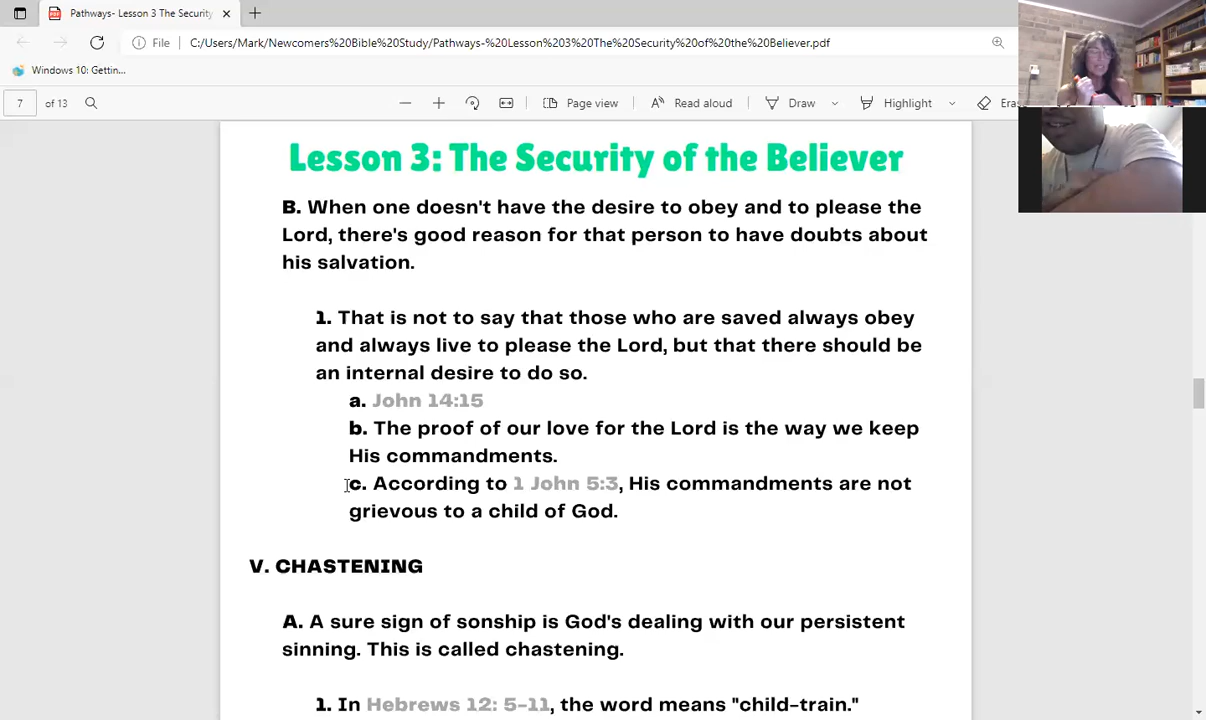 Pathways- Lesson 3 The Security
File C:/Users/Mark/Newcomers%20Bible%20Study/Pathways-%20Lesson%203%20The%20Security%20of%20the%20Believer.pdf
Windows 10: Gettin...
7 of 13 Page view Read aloud Draw Highlight Eras
Lesson 3: The Security of the Believer
B. When one doesn't have the desire to obey and to please the
Lord, there's good reason for that person to have doubts about
his salvation.
1. That is not to say that those who are saved always obey
and always live to please the Lord, but that there should be
an internal desire to do so.
a. John 14:15
b. The proof of our love for the Lord is the way we keep
His commandments.
c. According to 1 John 5:3, His commandments are not
grievous to a child of God.
V. CHASTENING
A. A sure sign of sonship is God's dealing with our persistent
sinning. This is called chastening.
1. In Hebrews 12: 5-11, the word means "child-train."